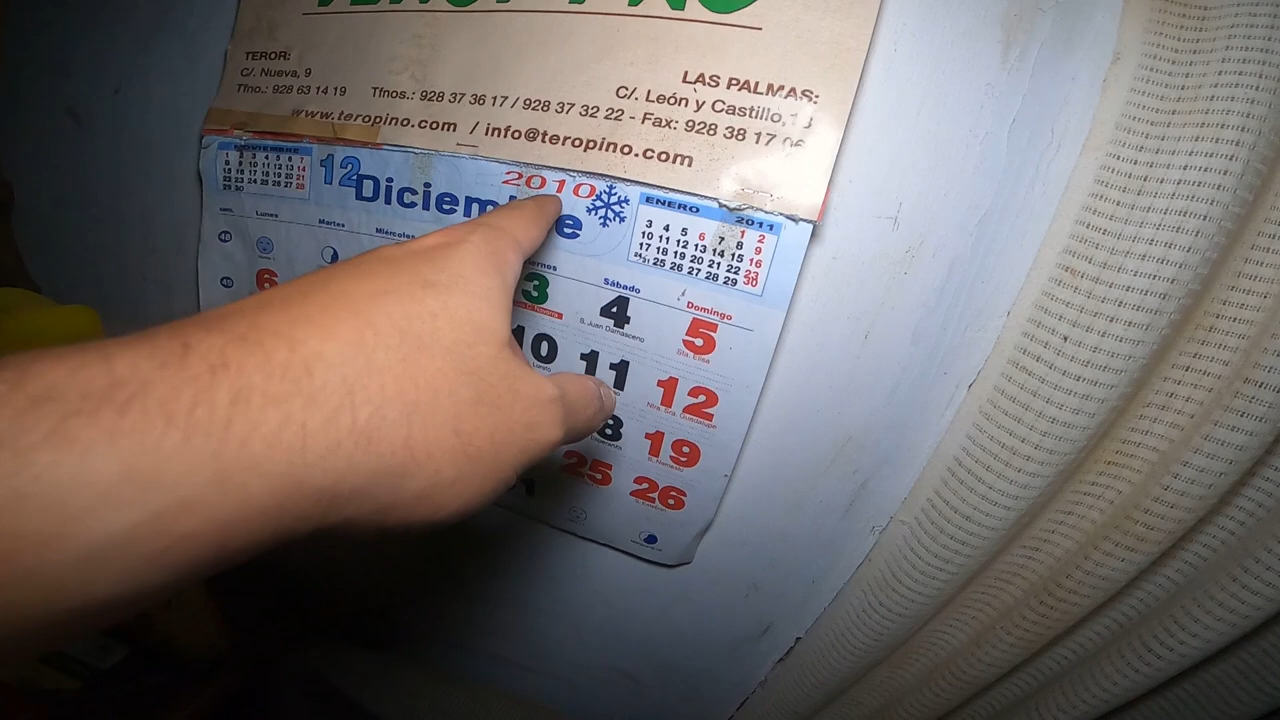 TEROR:
C/. Nueva, 9
Tfno.: 928 63 14 19
LAS PALMAS:
C/. León y Castillo,
Tfnos.: 928 37 36 17 / 928 37 32 22 - Fax: 928 38 17 06
www.teropino.com / info@teropino.com
NOVIEMBRE
1 2 3 4 5 6 7
8 9 10 11 12 13 14
15 16 17 18 19 20 21
22 23 24 25 26 27 28
29 30
12 2010
ENERO 2011
1 2
3 4 5 6 7 8 9
10 11 12 13 14 15 16
17 18 19 20 21 22 23
24/31 25 26 27 28 29 30
Lunes Martes Miércoles Sábado Domingo
48
49 6
3 4 5
S. Juan Damasceno Sta. Elisa
10 11 12
Loreto Ntra. Sra. Guadalupe
19
Esperanza S. Nemesio
25 26
S. Esteban